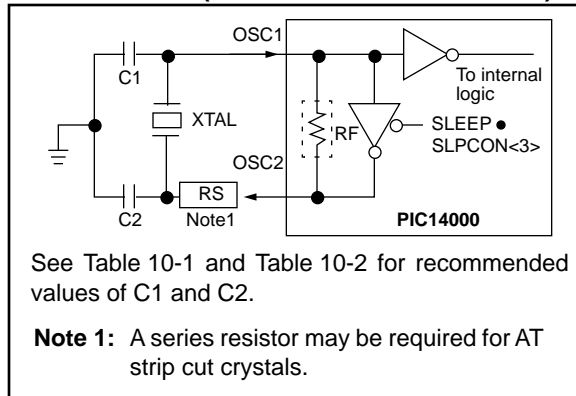 OSC1
C1
To internal
logic
XTAL
RF
SLEEP ●
SLPCON<3>
OSC2
RS
C2
Note1
PIC14000
See Table 10-1 and Table 10-2 for recommended
values of C1 and C2.
Note 1: A series resistor may be required for AT
strip cut crystals.